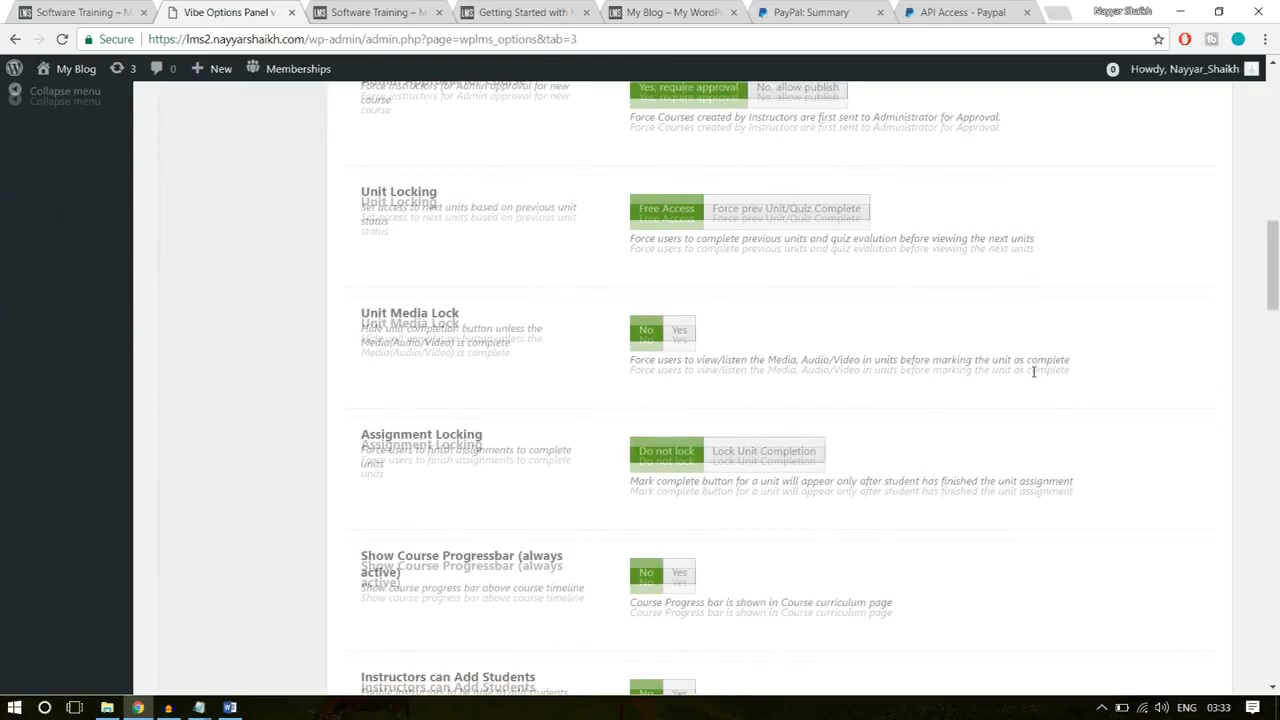 Software Training – M
Vibe Options Panel v
Software Training – M
Getting Started with
My Blog – My WordP
PayPal: Summary
API Access - Paypal
Nayyar Shaikh
Secure
https://lms2.nayyarshaikh.com/wp-admin/admin.php?page=wplms_options&tab=3
My Blog
3
0
New
Memberships
0
Howdy, Nayyar_Shaikh
Collapse menu
Force Instructors for Admin approval for new
course
Yes, require approval
No, allow publish
Force Courses created by Instructors are first sent to Administrator for Approval.
Unit Locking
Set access to next units based on previous unit
status
Free Access
Force prev Unit/Quiz Complete
Force users to complete previous units and quiz evalution before viewing the next units
Unit Media Lock
Hide unit completion button unless the
Media(Audio/Video) is complete
No
Yes
Force users to view/listen the Media, Audio/Video in units before marking the unit as complete
Assignment Locking
Force users to finish assignments to complete
units
Do not lock
Lock Unit Completion
Mark complete button for a unit will appear only after student has finished the unit assignment
Show Course Progressbar (always
active)
Show course progress bar above course timeline
No
Yes
Course Progress bar is shown in Course curriculum page
Instructors can Add Students
No
Yes
ENG
03:33